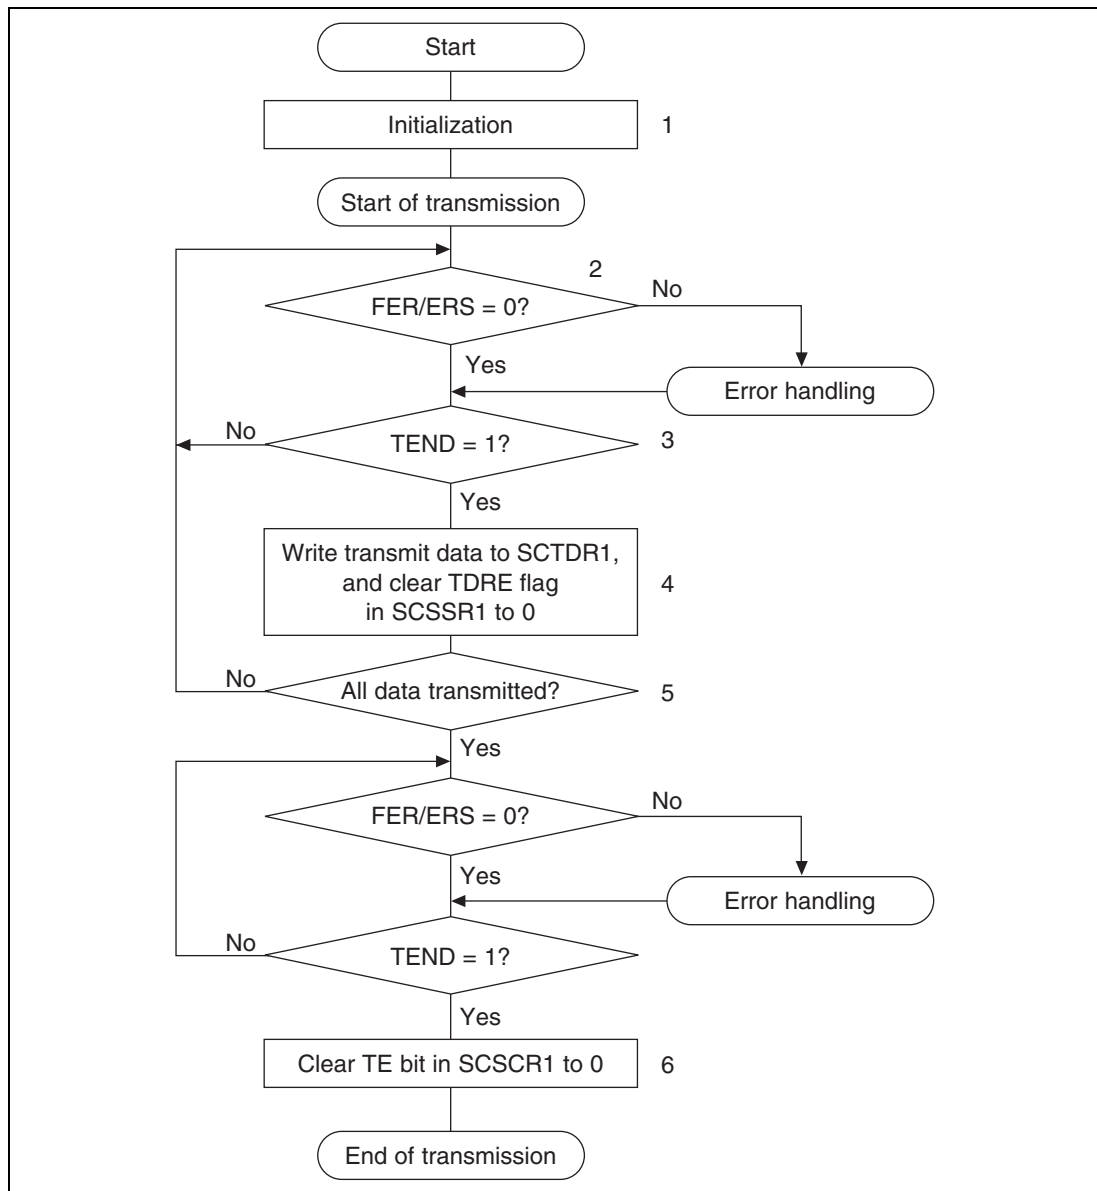 Start
Initialization
1
Start of transmission
2
FER/ERS = 0?
No
Yes
Error handling
No
TEND = 1?
3
Yes
Write transmit data to SCTDR1,
and clear TDRE flag
in SCSSR1 to 0
4
No
All data transmitted?
5
Yes
FER/ERS = 0?
No
Yes
Error handling
No
TEND = 1?
Yes
Clear TE bit in SCSCR1 to 0
6
End of transmission